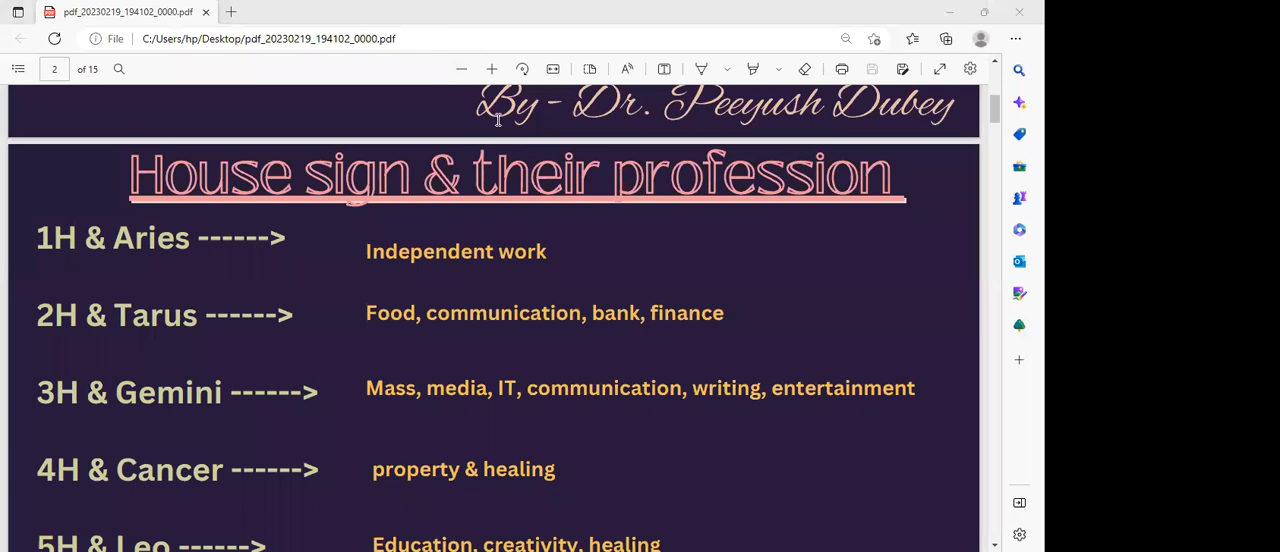 pdf_20230219_194102_0000.pdf
File C:/Users/hp/Desktop/pdf_20230219_194102_0000.pdf
2 of 15
By - Dr. Peeyush Dubey
House sign & their profession
1H & Aries ------> Independent work
2H & Tarus ------> Food, communication, bank, finance
3H & Gemini ------> Mass, media, IT, communication, writing, entertainment
4H & Cancer ------> property & healing
5H & Leo ------> Education, creativity, healing